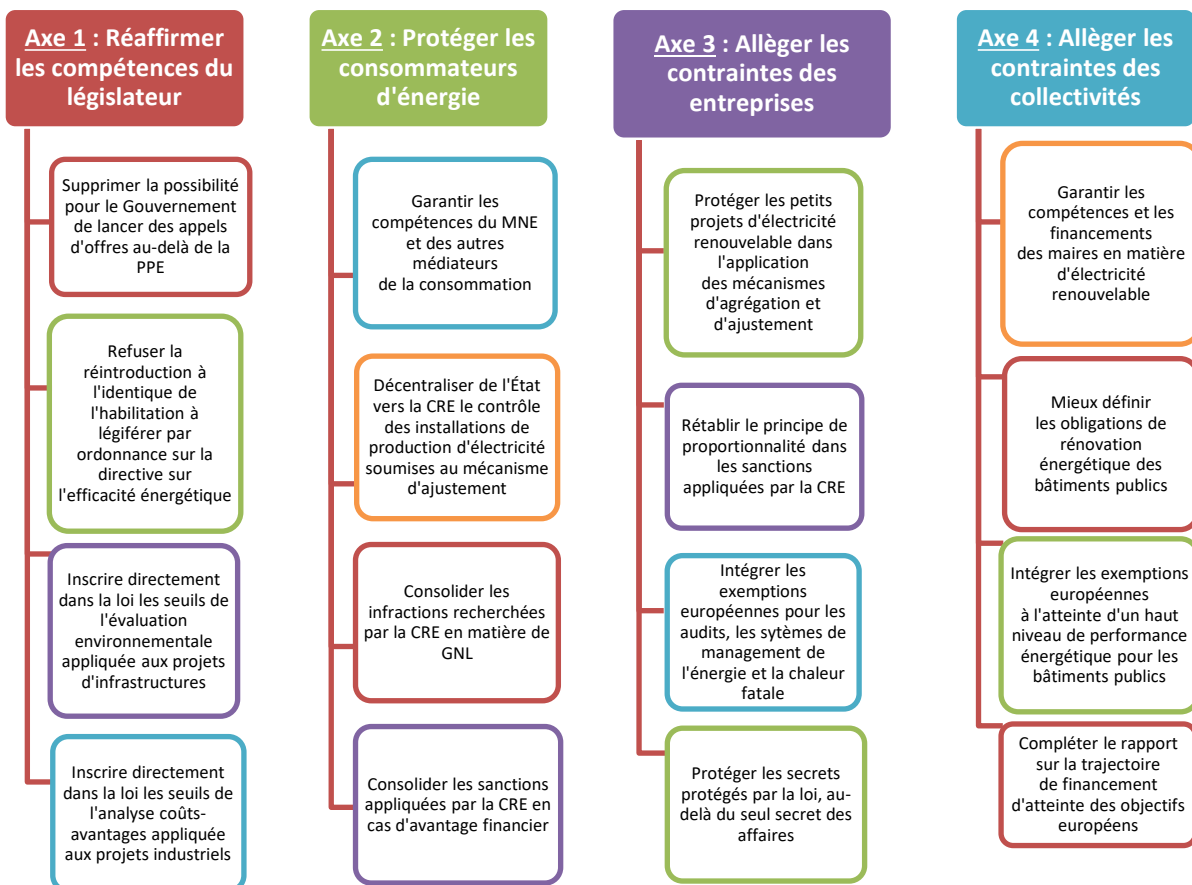 Axe 1 : Réaffirmer
les compétences du
législateur
Supprimer la possibilité
pour le Gouvernement
de lancer des appels
d'offres au-delà de la
PPE
Refuser la
réintroduction à
l'identique de
l'habilitation à
légiférer par
ordonnance sur la
directive sur
l'efficacité énergétique
Inscrire directement
dans la loi les seuils de
l'évaluation
environnementale
appliquée aux projets
d'infrastructures
Inscrire directement
dans la loi les seuils de
l'analyse coûts-
avantages appliquée
aux projets industriels
Axe 2 : Protéger les
consommateurs
d'énergie
Garantir les
compétences du MNE
et des autres
médiateurs
de la consommation
Décentraliser de l'État
vers la CRE le contrôle
des installations de
production d'électricité
soumises au mécanisme
d'ajustement
Consolider les
infractions recherchées
par la CRE en matière de
GNL
Consolider les sanctions
appliquées par la CRE en
cas d'avantage financier
Axe 3 : Allèger les
contraintes des
entreprises
Protéger les petits
projets d'électricité
renouvelable dans
l'application
des mécanismes
d'agrégation et
d'ajustement
Rétablir le principe de
proportionnalité dans
les sanctions
appliquées par la CRE
Intégrer les
exemptions
européennes pour les
audits, les sytèmes de
management de
l'énergie et la chaleur
fatale
Protéger les secrets
protégés par la loi, au-
delà du seul secret des
affaires
Axe 4 : Allèger les
contraintes des
collectivités
Garantir les
compétences et les
financements
des maires en matière
d'électricité
renouvelable
Mieux définir
les obligations de
rénovation
énergétique des
bâtiments publics
Intégrer les exemptions
européennes
à l'atteinte d'un haut
niveau de performance
énergétique pour les
bâtiments publics
Compléter le rapport
sur la trajectoire
de financement
d'atteinte des objectifs
européens